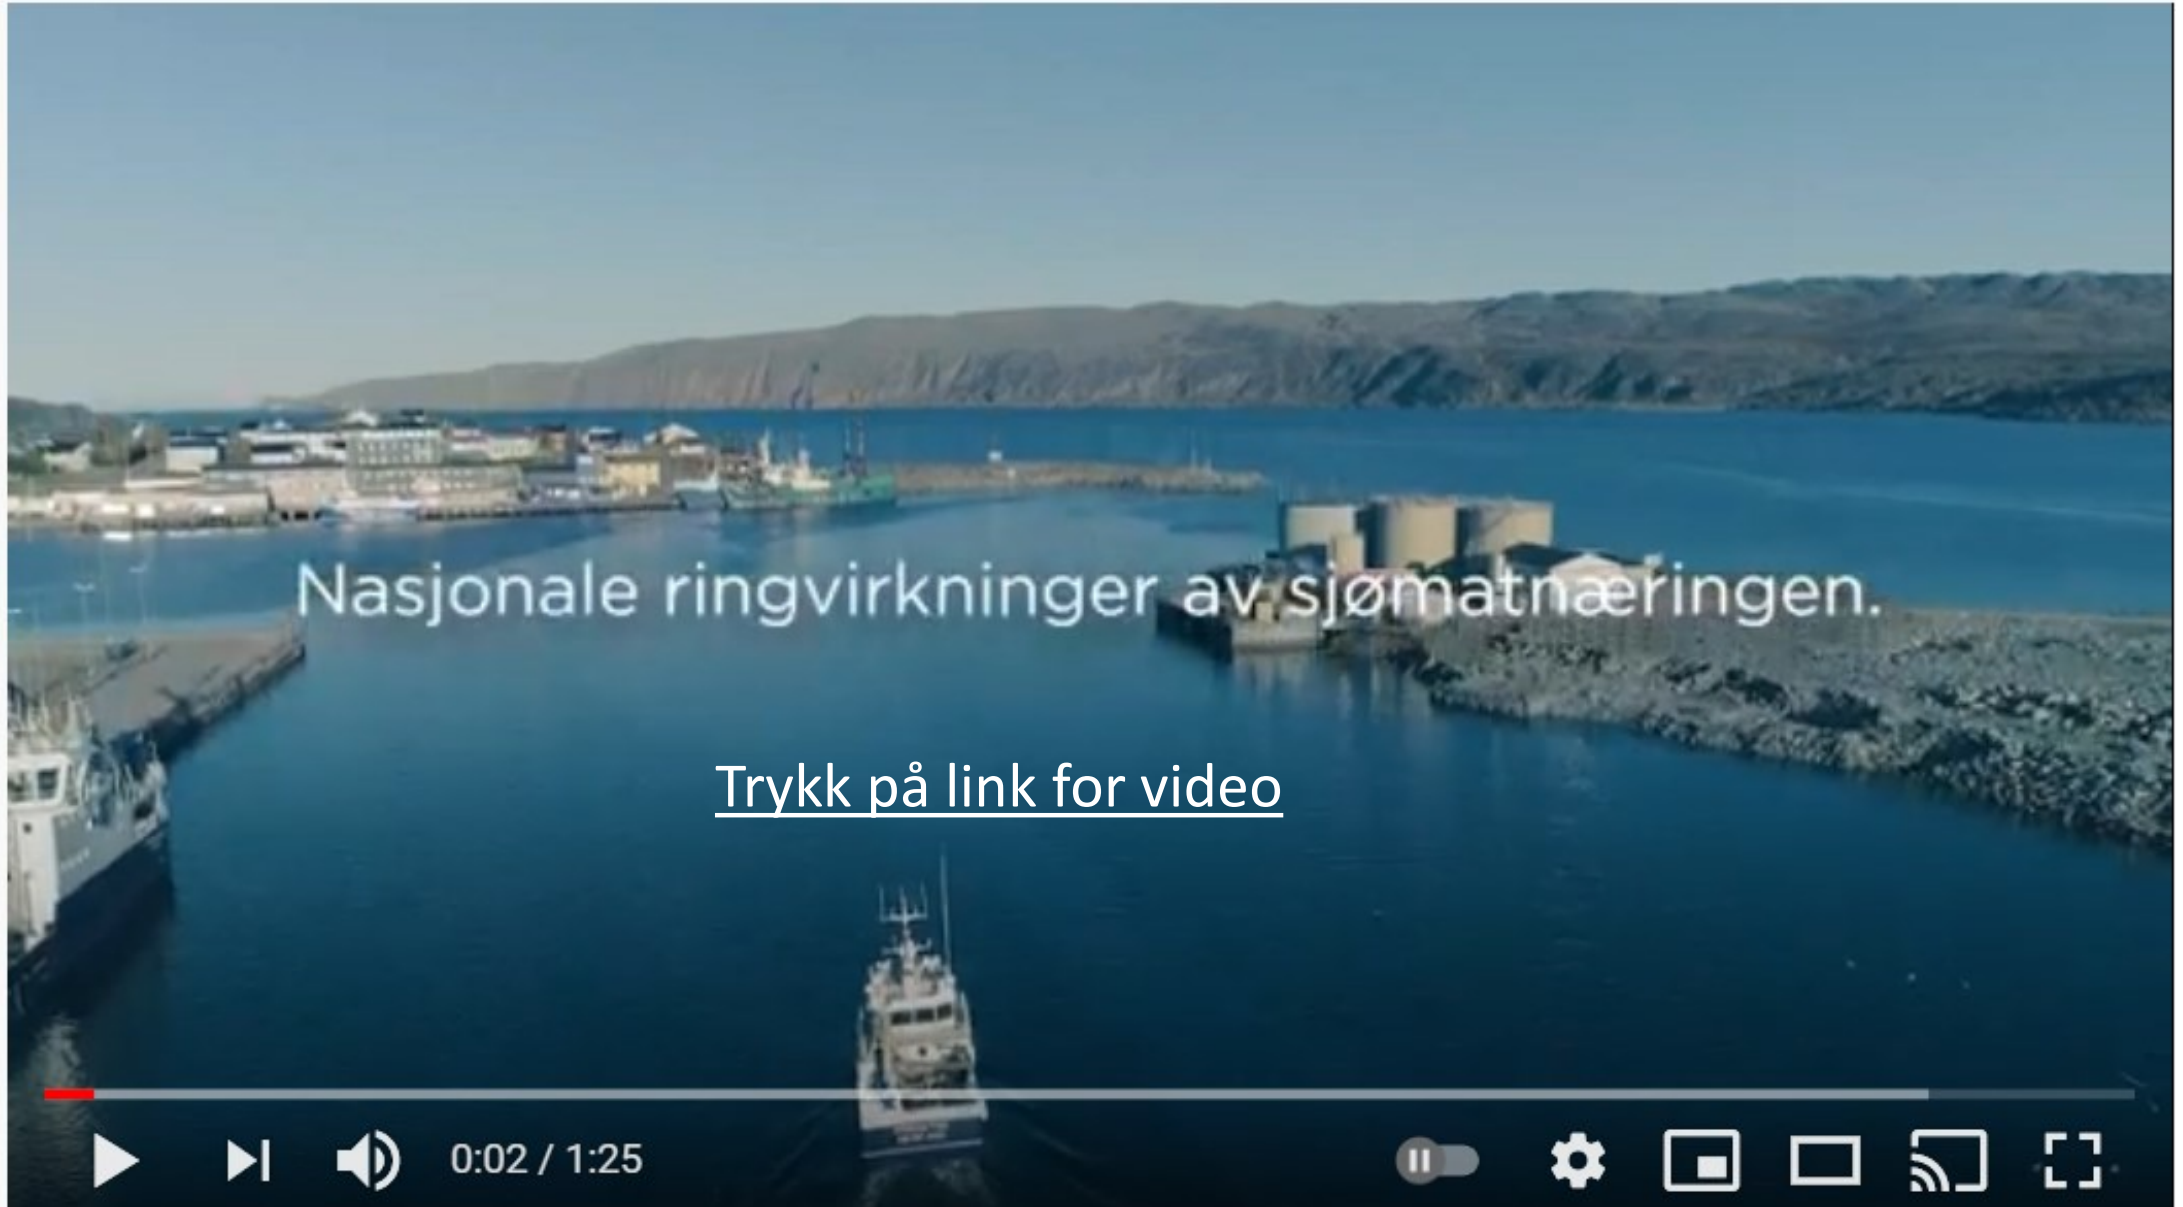 Nasjonale ringvirkninger av sjømatnæringen.
Trykk på link for video
0:02 / 1:25